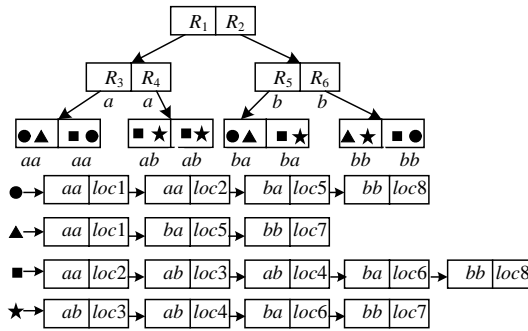 R1 R2
R3 R4 R5 R6
a a b b
aa aa ab ab ba ba bb bb
aa loc1 aa loc2 ba loc5 bb loc8
aa loc1 ba loc5 bb loc7
aa loc2 ab loc3 ab loc4 ba loc6 bb loc8
ab loc3 ab loc4 ba loc6 bb loc7